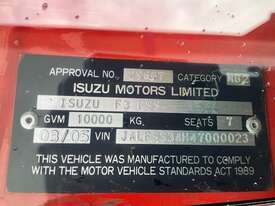 APPROVAL NO. CATEGORY
ISUZU MOTORS LIMITED
ISUZU
GVM 10000 KG SEATS 7
03/05 VIN
THIS VEHICLE WAS MANUFACTURED TO COMPLY
WITH THE MOTOR VEHICLE STANDARDS ACT 1989